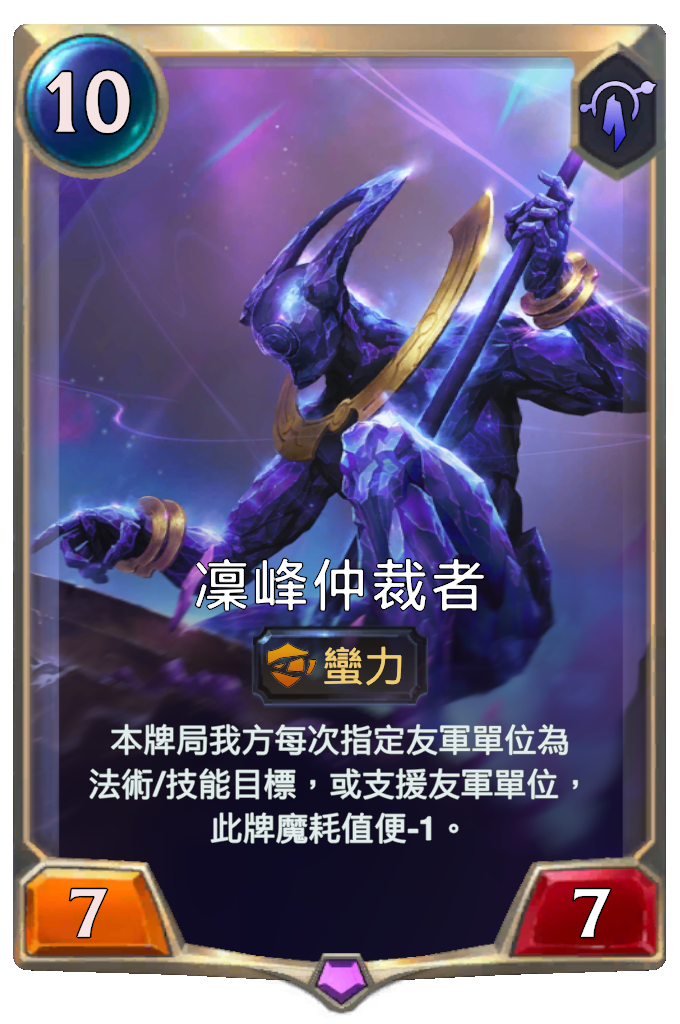 10
凜峰仲裁者
蠻力
本牌局我方每次指定友軍單位為
法術/技能目標，或支援友軍單位，
此牌魔耗值便-1。
7
7